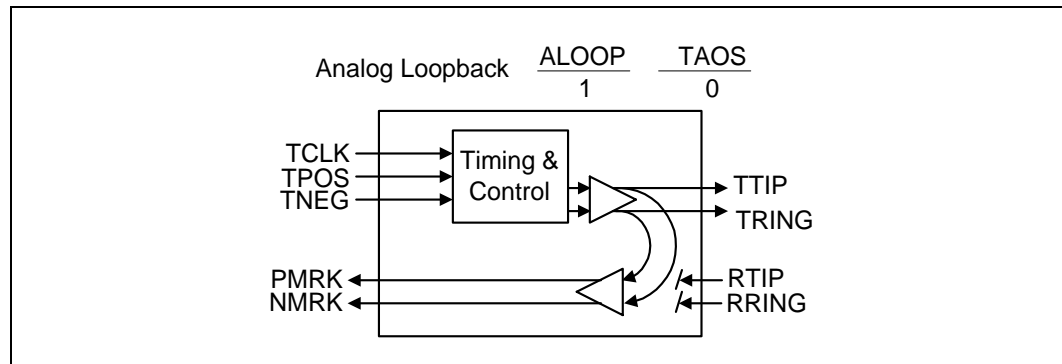 Analog Loopback ALOOP TAOS
1 0
TCLK
TPOS
TNEG
Timing &
Control
TTIP
TRING
PMRK
NMRK
RTIP
RRING